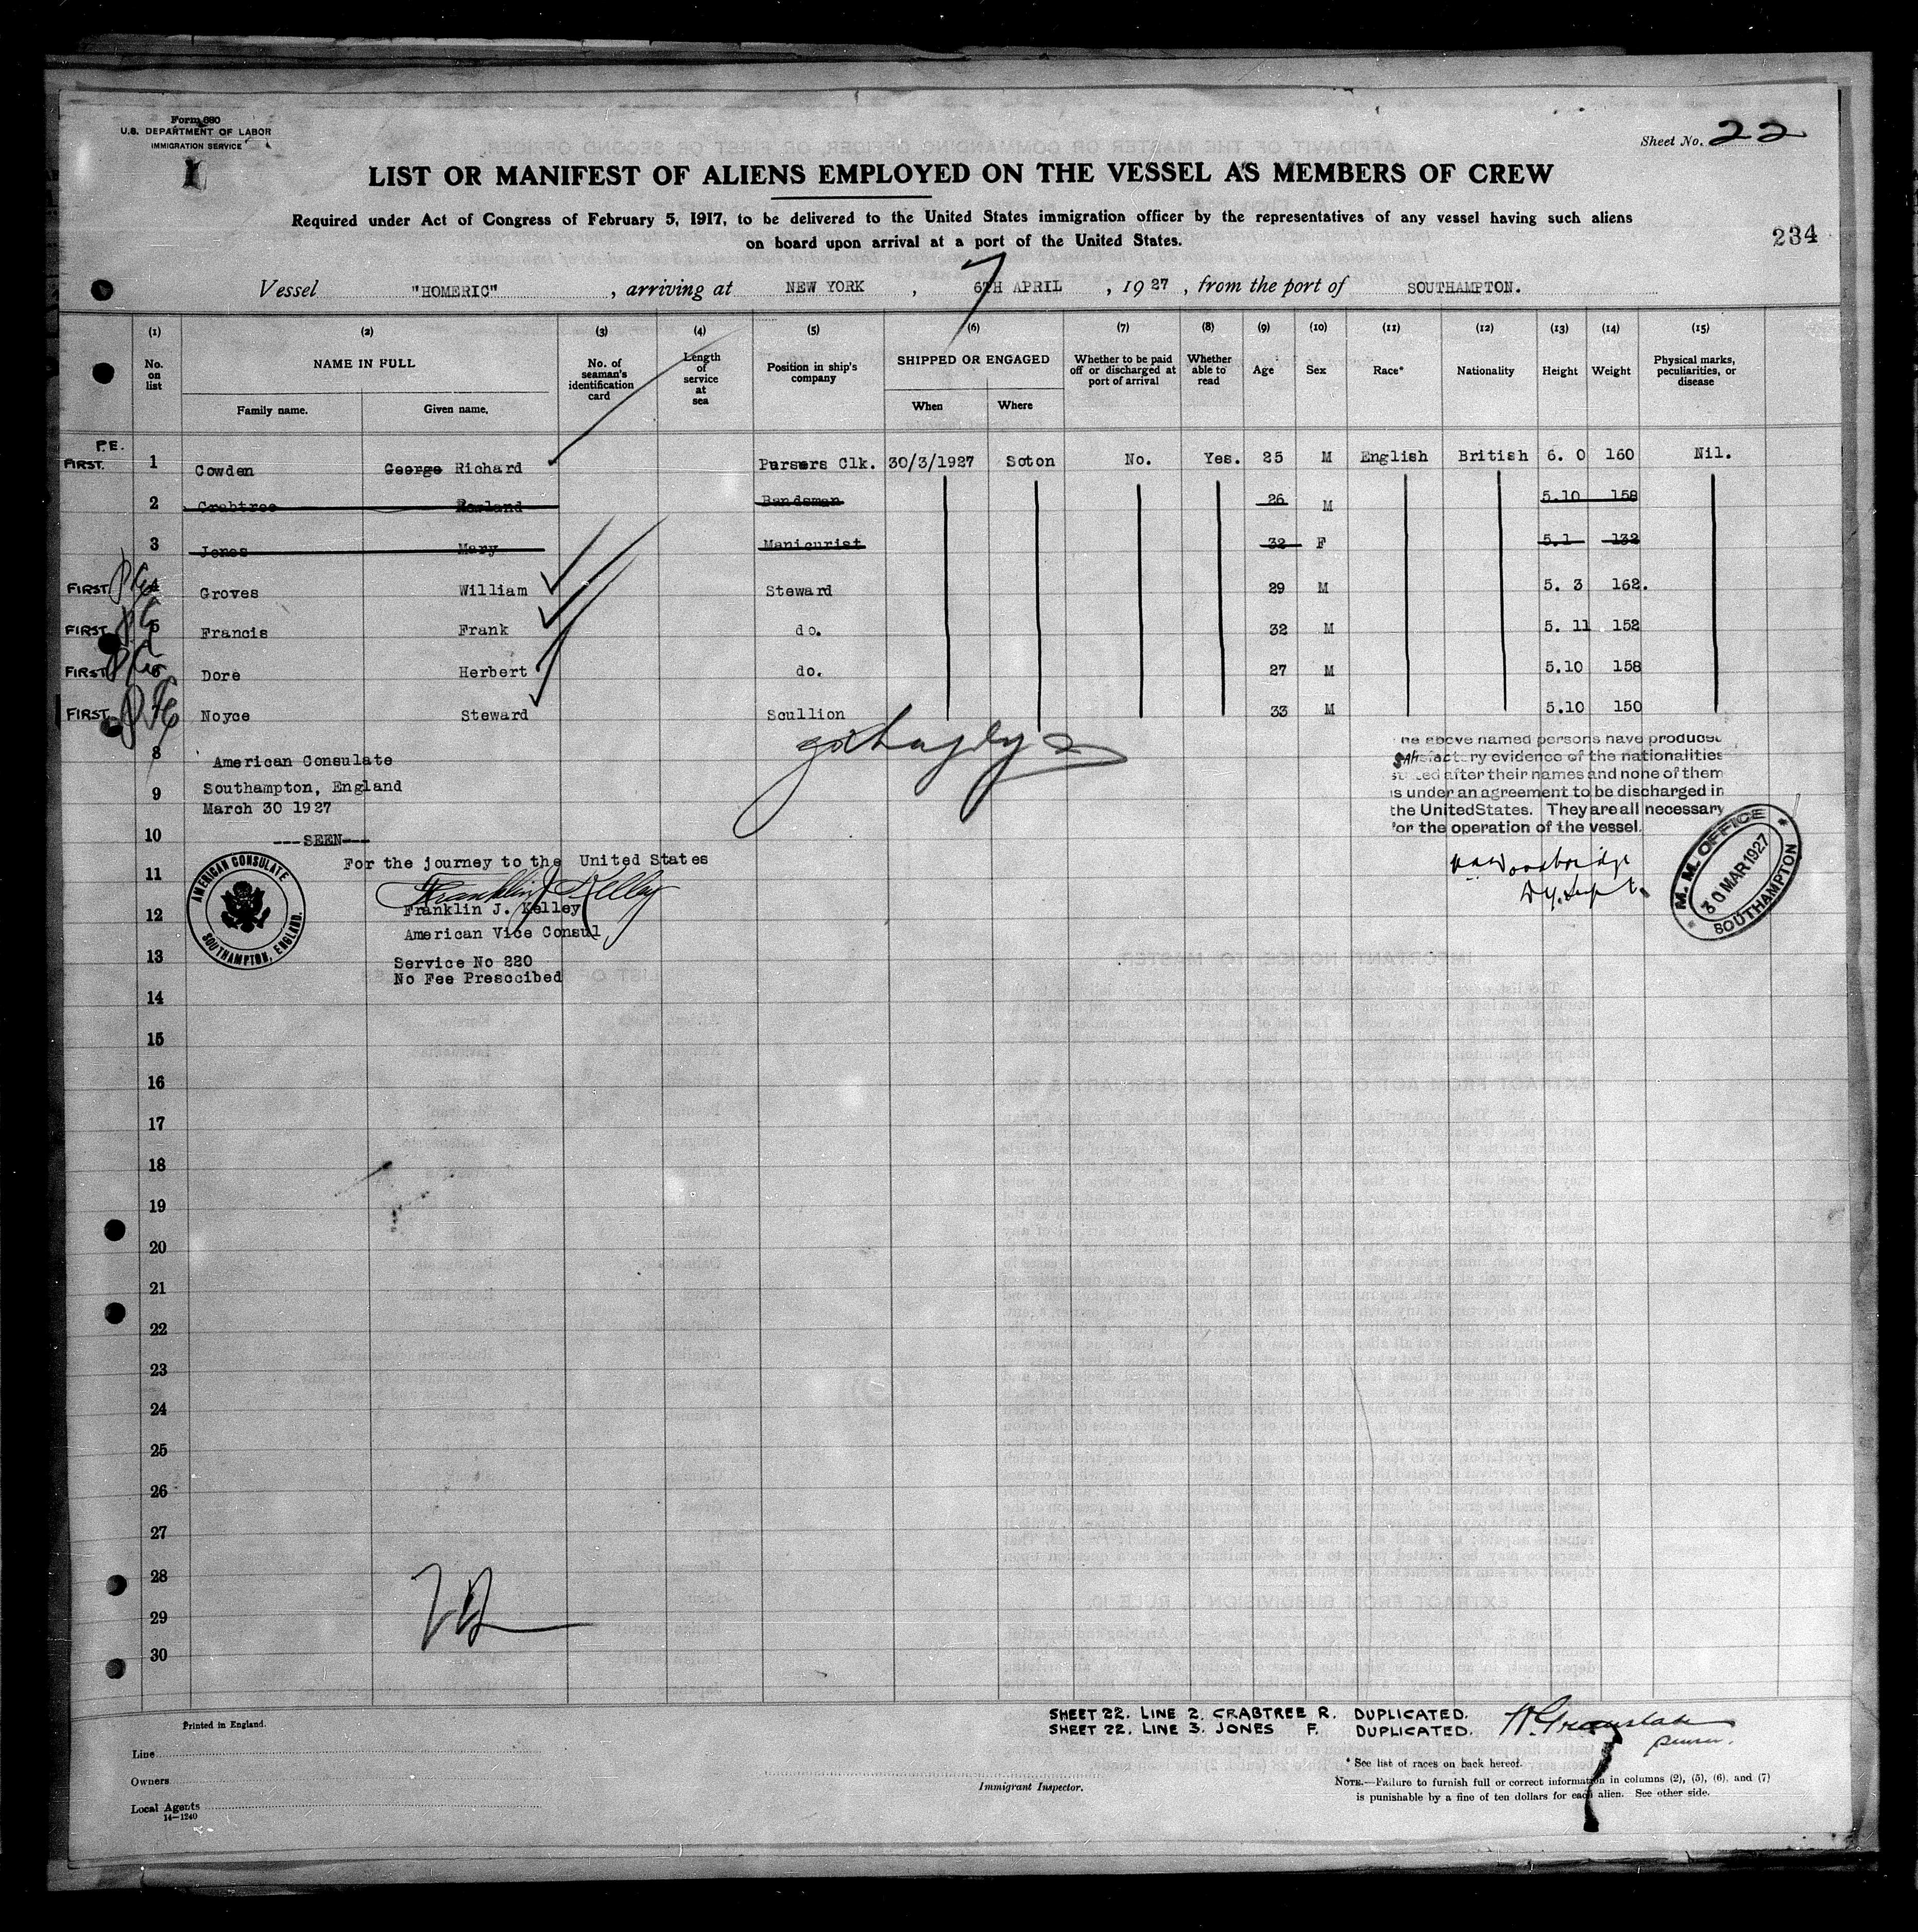 Form 680
U.S. DEPARTMENT OF LABOR
IMMIGRATION SERVICE
1
Sheet No. 22
LIST OR MANIFEST OF ALIENS EMPLOYED ON THE VESSEL AS MEMBERS OF CREW
Required under Act of Congress of February 5, 1917, to be delivered to the United States immigration officer by the representatives of any vessel having such aliens
on board upon arrival at a port of the United States.
234
Vessel "HOMERIC", arriving at NEW YORK, 6TH APRIL 7, 1927, from the port of SOUTHAMPTON.
(1) (2) (3) (4) (5) (6) (7) (8) (9) (10) (11) (12) (13) (14) (15)
No. on list NAME IN FULL Family name. Given name. No. of seaman's identification card Length of service at sea Position in ship's company SHIPPED OR ENGAGED When Where Whether to be paid off or discharged at port of arrival Whether able to read Age Sex Race* Nationality Height Weight Physical marks, peculiarities, or disease
P.E.
FIRST. 1 Cowden George Richard Pursers Clk. 30/3/1927 Soton No. Yes. 25 M English British 6. 0 160 Nil.
2 Crabtree Rowland Bandsman 26 M 5.10 158
3 Jones Mary Manicurist 32 F 5.1 132
FIRST 4 Groves William Steward 29 M 5. 3 162.
FIRST 5 Francis Frank do. 32 M 5. 11 152
FIRST 6 Dore Herbert do. 27 M 5.10 158
FIRST 7 Noyce Steward Scullion 33 M 5.10 150
8 American Consulate
Southampton, England
9 March 30 1927
10 ---SEEN---
11 For the journey to the United States
Franklin J. Kelley
12 Franklin J. Kelley
American Vice Consul
13 Service No 220
No Fee Prescribed
AMERICAN CONSULATE
SOUTHAMPTON, ENGLAND.
he above named persons have produced
satisfactory evidence of the nationalities
stated after their names and none of them
is under an agreement to be discharged in
the United States. They are all necessary
for the operation of the vessel.
Dy. Supt.
M. M. OFFICE
30 MAR 1927
SOUTHAMPTON
14
15
16
17
18
19
20
21
22
23
24
25
26
27
28
29
30
Printed in England.
SHEET 22. LINE 2. CRABTREE R. DUPLICATED.
SHEET 22. LINE 3. JONES F. DUPLICATED.
Purser.
Line
Owners
Local Agents
14—1240
Immigrant Inspector.
* See list of races on back hereof.
NOTE.—Failure to furnish full or correct information in columns (2), (5), (6), and (7)
is punishable by a fine of ten dollars for each alien. See other side.